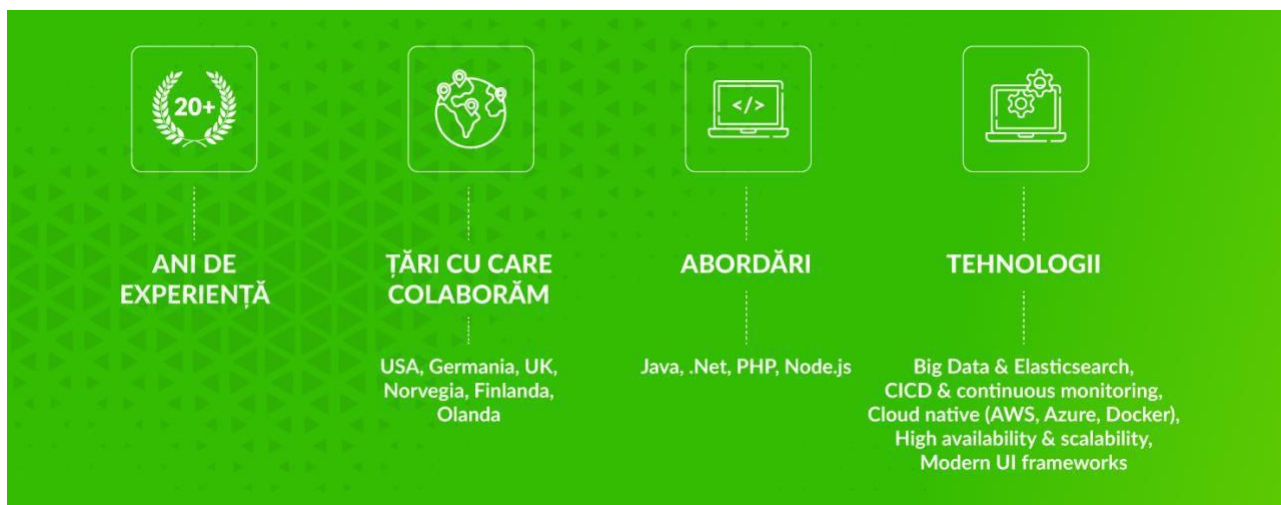 20+
ANI DE
EXPERIENȚĂ
ȚĂRI CU CARE
COLABORĂM
USA, Germania, UK,
Norvegia, Finlanda,
Olanda
</>
ABORDĂRI
Java, .Net, PHP, Node.js
TEHNOLOGII
Big Data & Elasticsearch,
CICD & continuous monitoring,
Cloud native (AWS, Azure, Docker),
High availability & scalability,
Modern UI frameworks